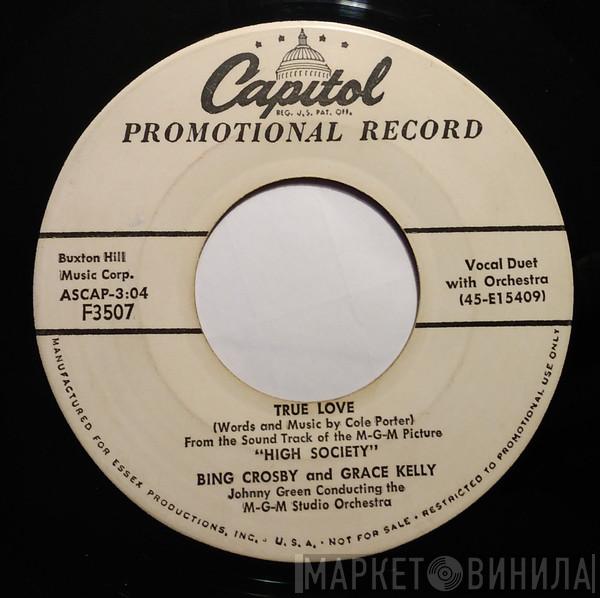 Capitol
REG. U.S. PAT. OFF.
PROMOTIONAL RECORD
Buxton Hill
Music Corp.
ASCAP-3:04
F3507
Vocal Duet
with Orchestra
(45-E15409)
TRUE LOVE
(Words and Music by Cole Porter)
From the Sound Track of the M-G-M Picture
"HIGH SOCIETY"
BING CROSBY and GRACE KELLY
Johnny Green Conducting the
M-G-M Studio Orchestra
MANUFACTURED FOR ESSEX PRODUCTIONS, INC. U.S.A. · NOT FOR SALE · RESTRICTED TO PROMOTIONAL USE ONLY
МАРКЕТ ВИНИЛА